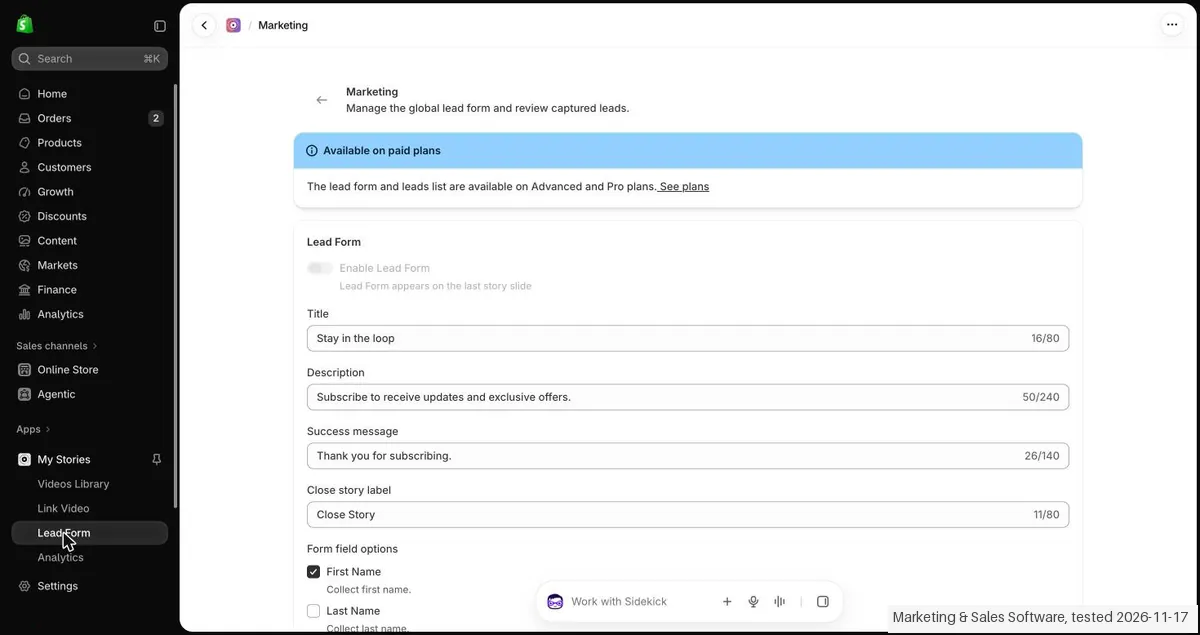 Search ⌘K
Home
Orders 2
Products
Customers
Growth
Discounts
Content
Markets
Finance
Analytics
Sales channels
Online Store
Agentic
Apps
My Stories
Videos Library
Link Video
Lead Form
Analytics
Settings
/ Marketing
Marketing
Manage the global lead form and review captured leads.
Available on paid plans
The lead form and leads list are available on Advanced and Pro plans. See plans
Lead Form
Enable Lead Form
Lead Form appears on the last story slide
Title
Stay in the loop 16/80
Description
Subscribe to receive updates and exclusive offers. 50/240
Success message
Thank you for subscribing. 26/140
Close story label
Close Story 11/80
Form field options
First Name
Collect first name.
Last Name
Collect last name.
Work with Sidekick
Marketing & Sales Software, tested 2026-11-17